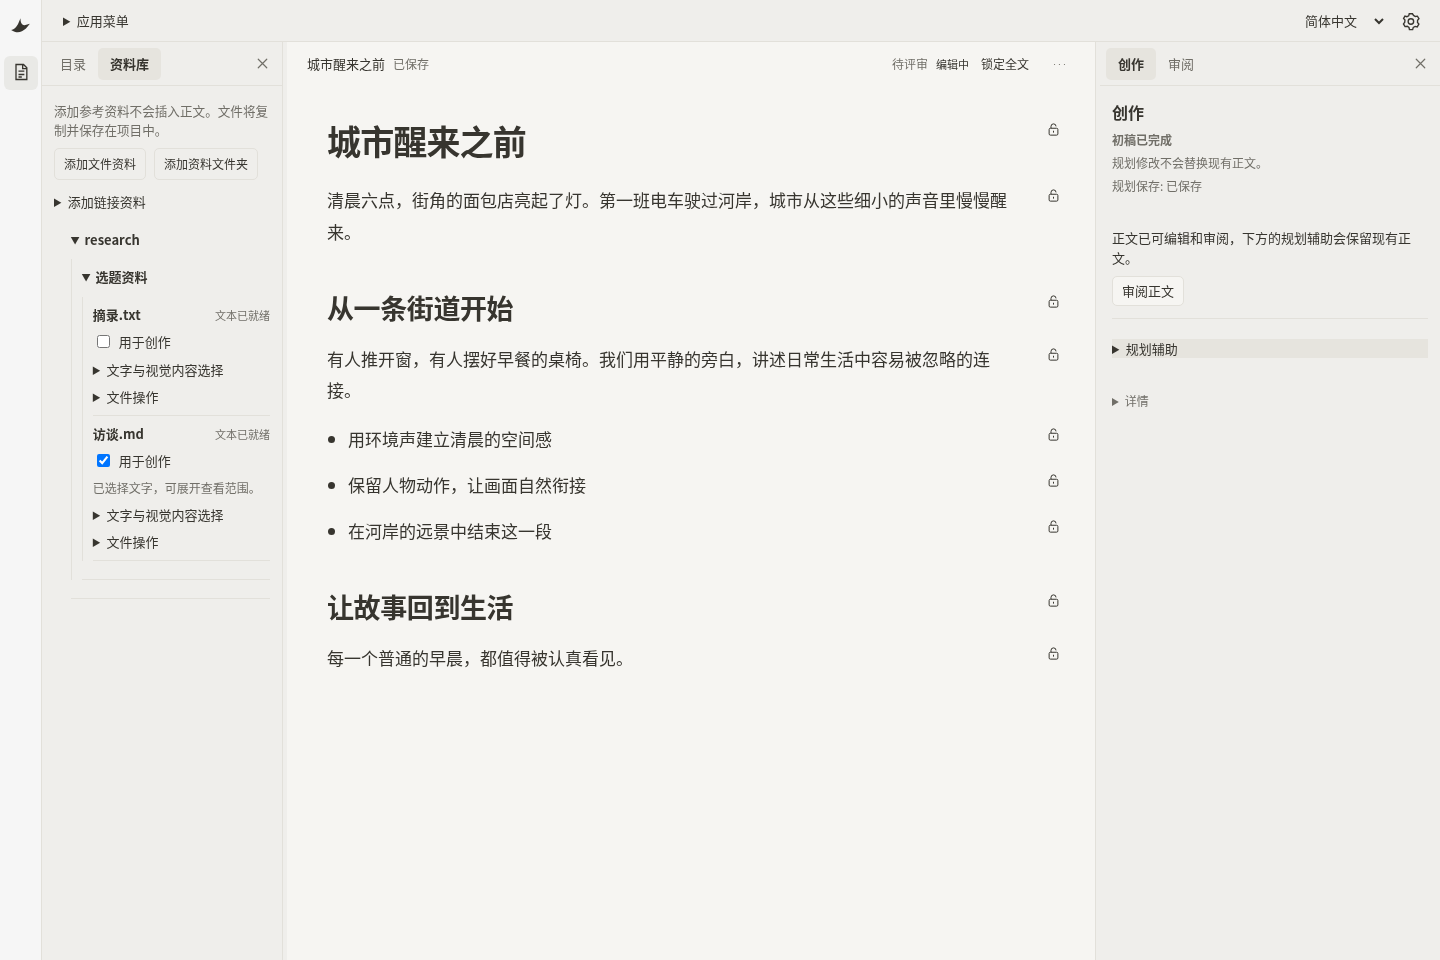 应用菜单
简体中文
目录 资料库
添加参考资料不会插入正文。文件将复
制并保存在项目中。
添加文件资料 添加资料文件夹
添加链接资料
research
选题资料
摘录.txt 文本已就绪
用于创作
文字与视觉内容选择
文件操作
访谈.md 文本已就绪
用于创作
已选择文字，可展开查看范围。
文字与视觉内容选择
文件操作
城市醒来之前 已保存
待评审 编辑中 锁定全文 ···
城市醒来之前
清晨六点，街角的面包店亮起了灯。第一班电车驶过河岸，城市从这些细小的声音里慢慢醒
来。
从一条街道开始
有人推开窗，有人摆好早餐的桌椅。我们用平静的旁白，讲述日常生活中容易被忽略的连
接。
用环境声建立清晨的空间感
保留人物动作，让画面自然衔接
在河岸的远景中结束这一段
让故事回到生活
每一个普通的早晨，都值得被认真看见。
创作 审阅
创作
初稿已完成
规划修改不会替换现有正文。
规划保存: 已保存
正文已可编辑和审阅，下方的规划辅助会保留现有正
文。
审阅正文
规划辅助
详情